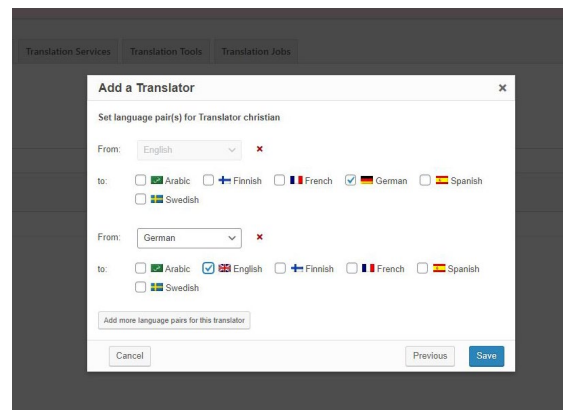 Translation Services Translation Tools Translation Jobs
Add a Translator
Set language pair(s) for Translator christian
From: English
to: Arabic Finnish French German Spanish
Swedish
From: German
to: Arabic English Finnish French Spanish
Swedish
Add more language pairs for this translator
Cancel Previous Save